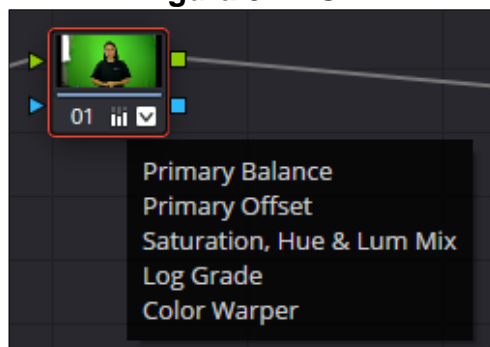 01
Primary Balance
Primary Offset
Saturation, Hue & Lum Mix
Log Grade
Color Warper